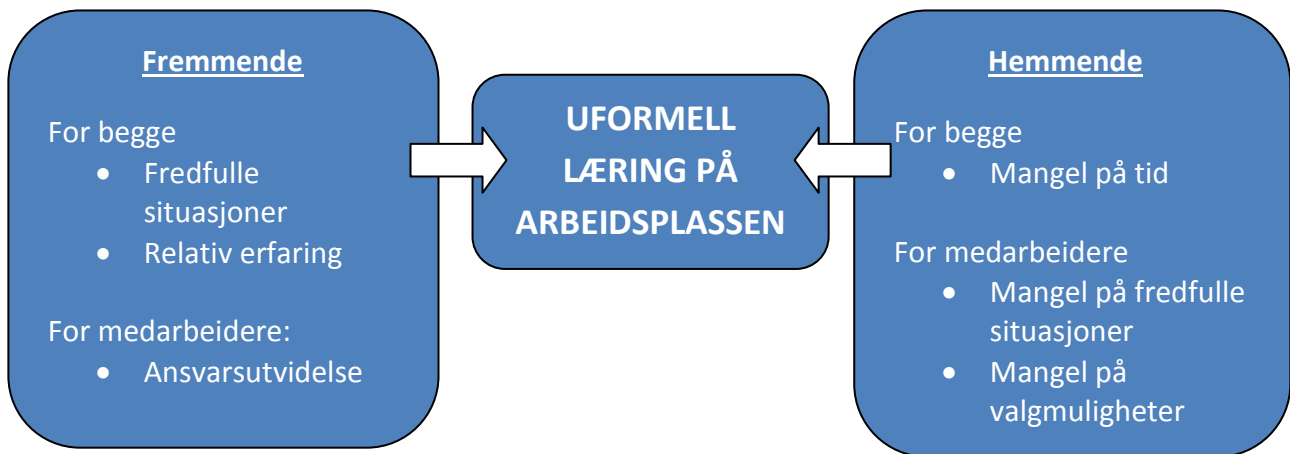 Fremmende
For begge
• Fredfulle
situasjoner
• Relativ erfaring
For medarbeidere:
• Ansvarsutvidelse
UFORMELL
LÆRING PÅ
ARBEIDSPLASSEN
Hemmende
For begge
• Mangel på tid
For medarbeidere
• Mangel på fredfulle
situasjoner
• Mangel på
valgmuligheter